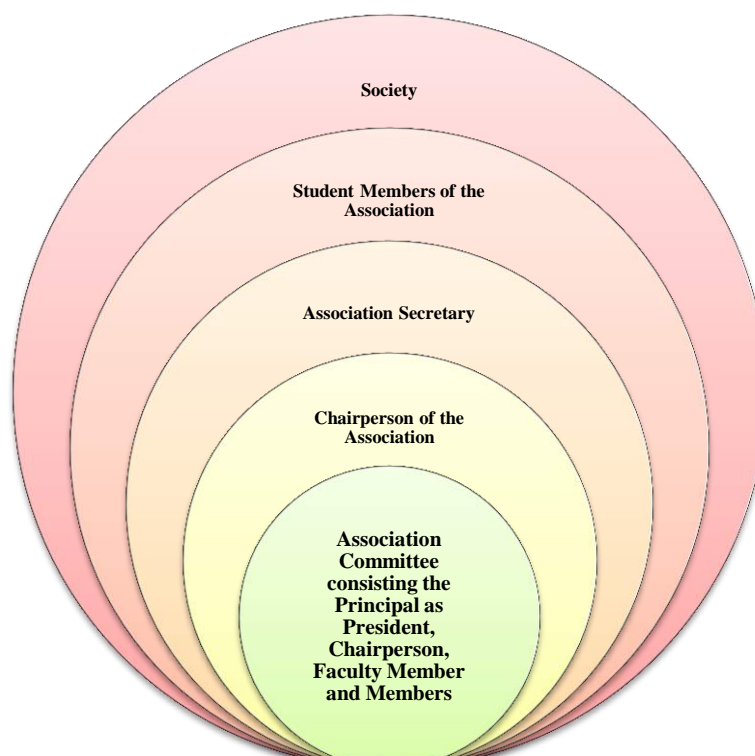 Society
Student Members of the
Association
Association Secretary
Chairperson of the
Association
Association
Committee
consisting the
Principal as
President,
Chairperson,
Faculty Member
and Members